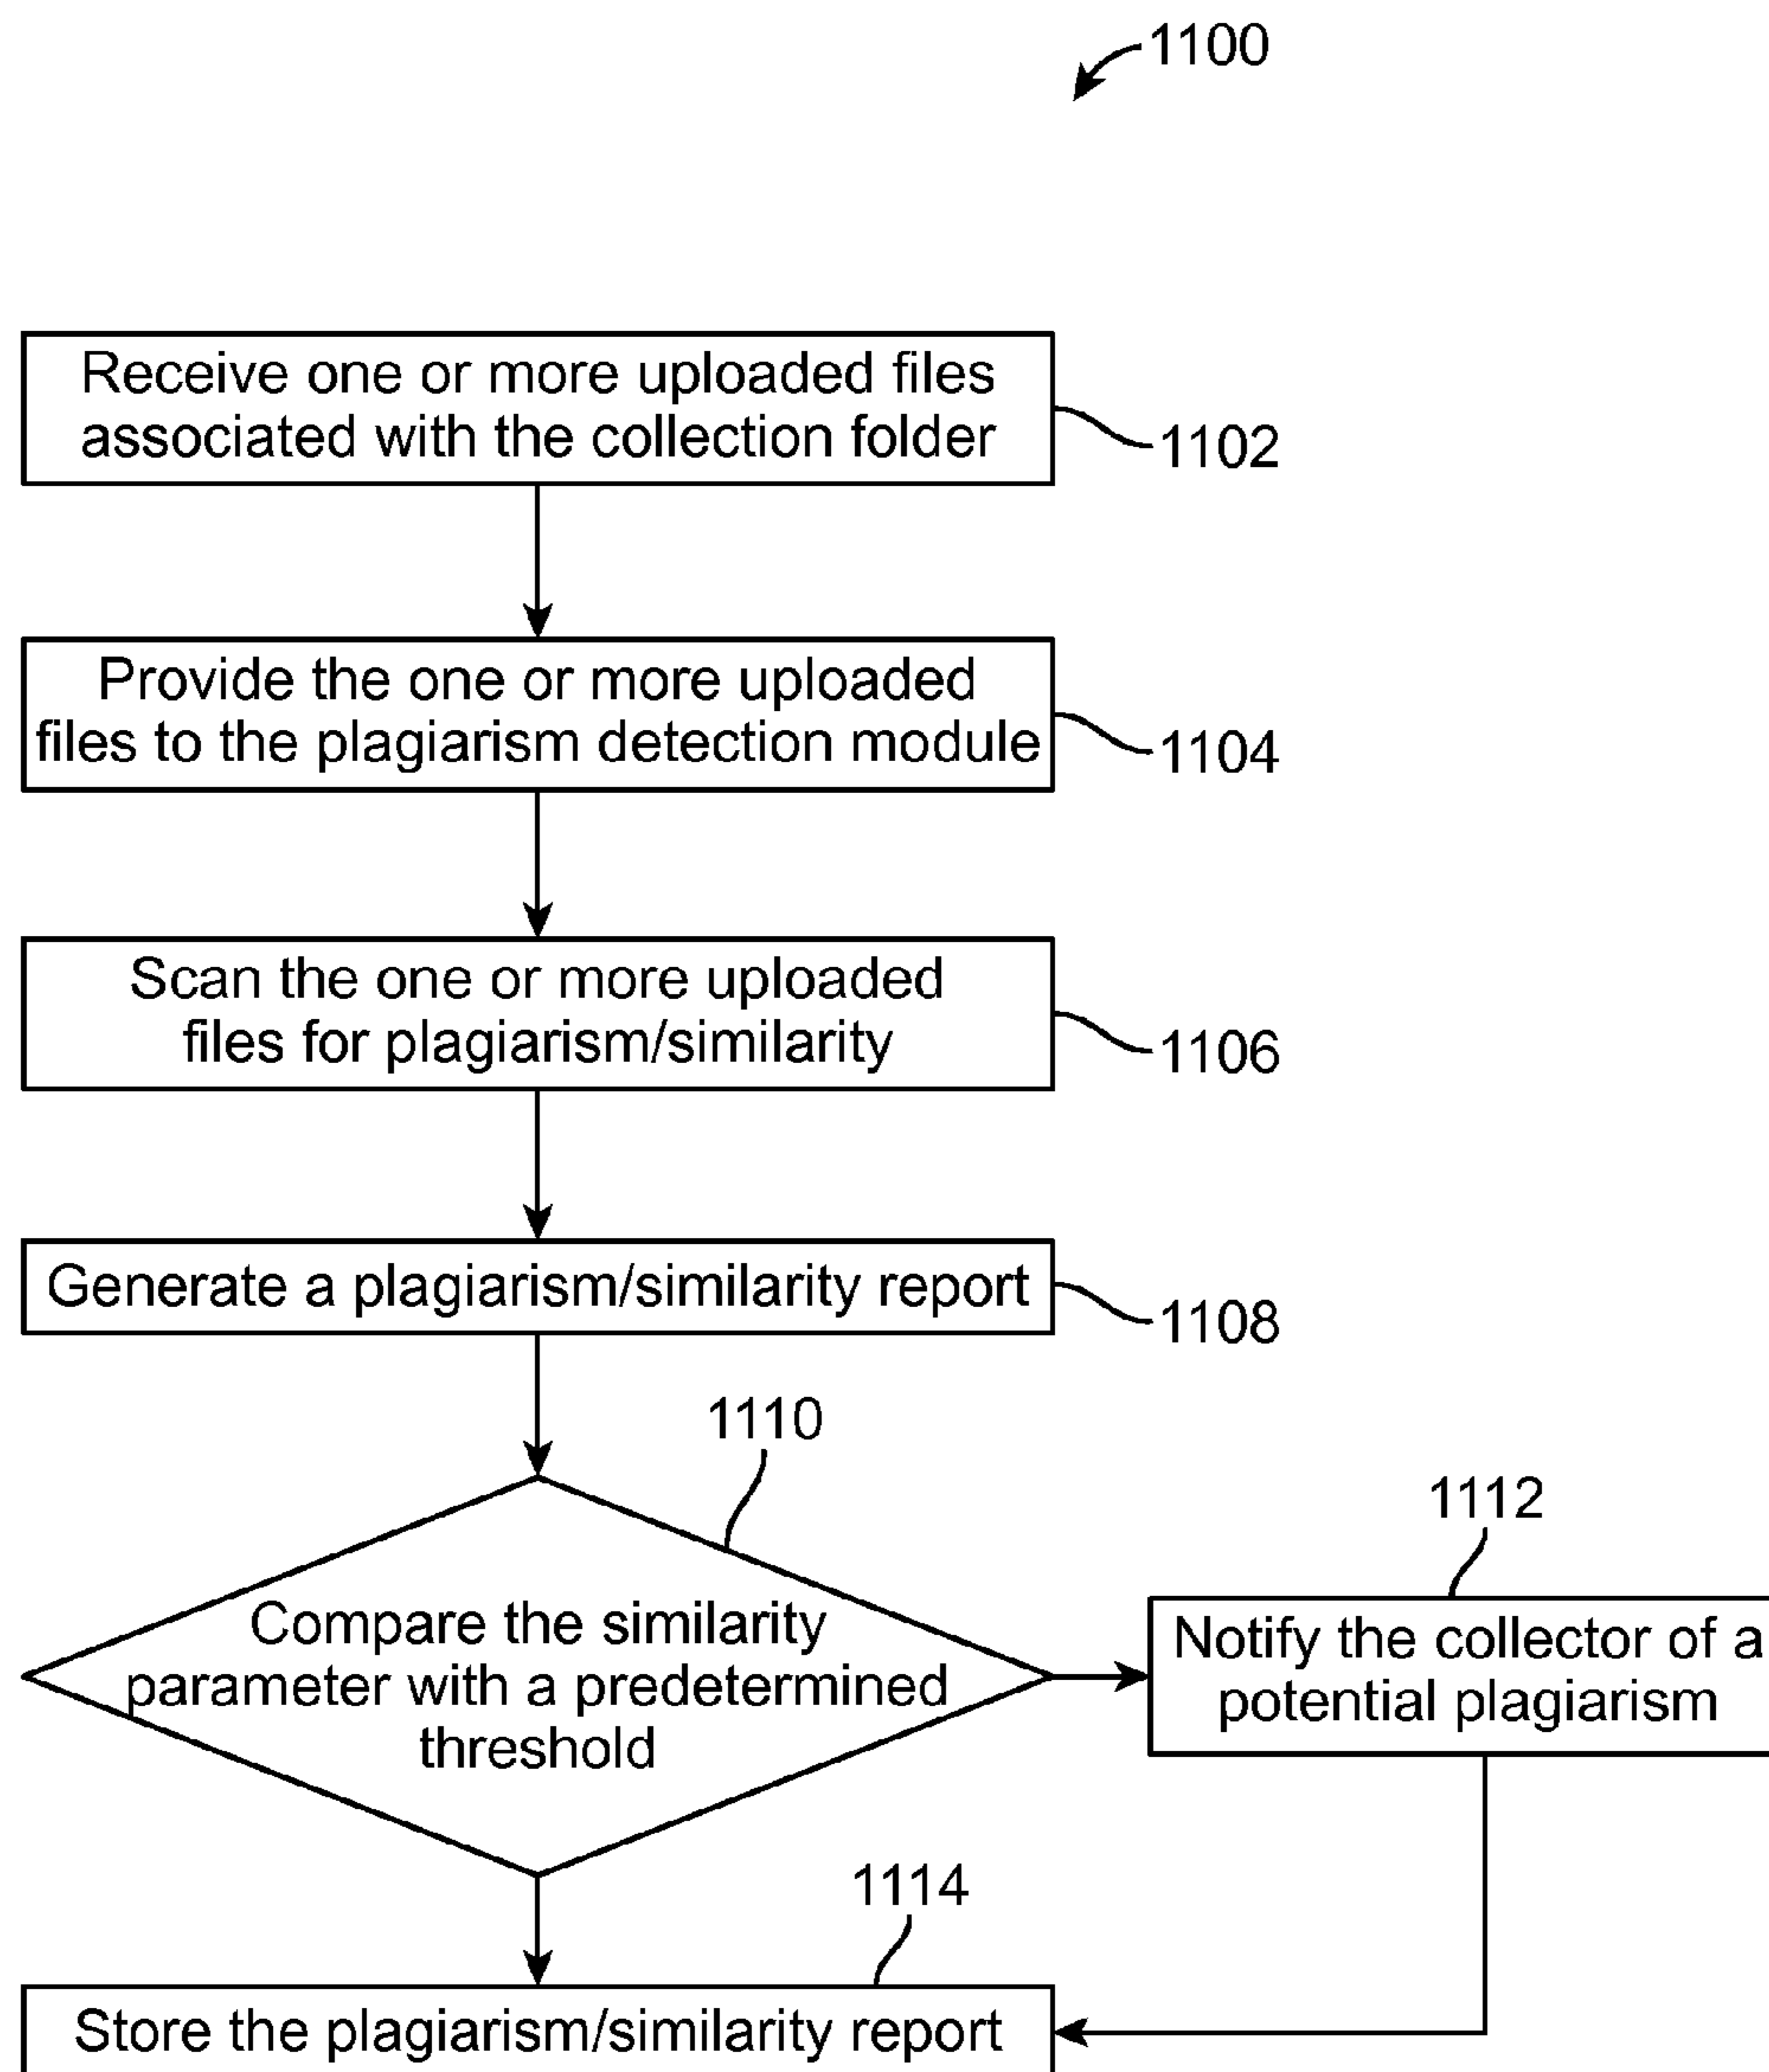 1100
Receive one or more uploaded files
associated with the collection folder
1102
Provide the one or more uploaded
files to the plagiarism detection module
1104
Scan the one or more uploaded
files for plagiarism/similarity
1106
Generate a plagiarism/similarity report
1108
1110
Compare the similarity
parameter with a predetermined
threshold
1112
Notify the collector of a
potential plagiarism
1114
Store the plagiarism/similarity report